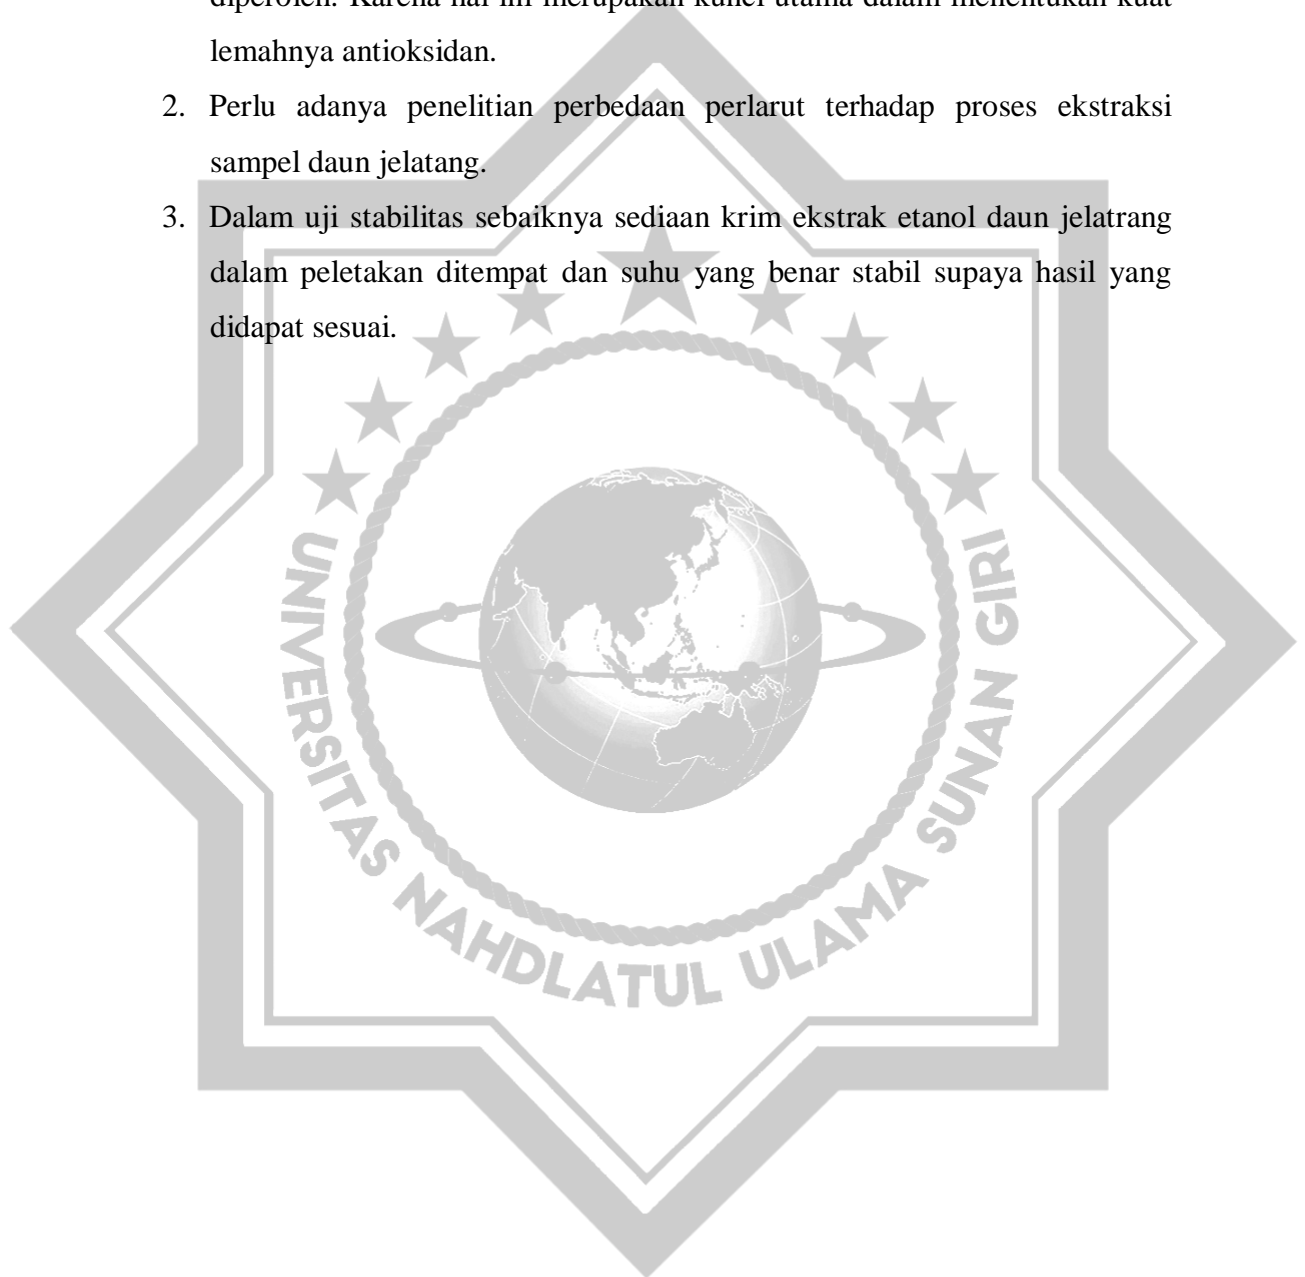 diperoleh. Karena hal ini merupakan kunci utama dalam menentukan kuat
lemahnya antioksidan.
2. Perlu adanya penelitian perbedaan perlarut terhadap proses ekstraksi
sampel daun jelatang.
3. Dalam uji stabilitas sebaiknya sediaan krim ekstrak etanol daun jelatrang
dalam peletakan ditempat dan suhu yang benar stabil supaya hasil yang
didapat sesuai.
UNIVERSITAS NAHDLATUL ULAMA SUNAN GIRI